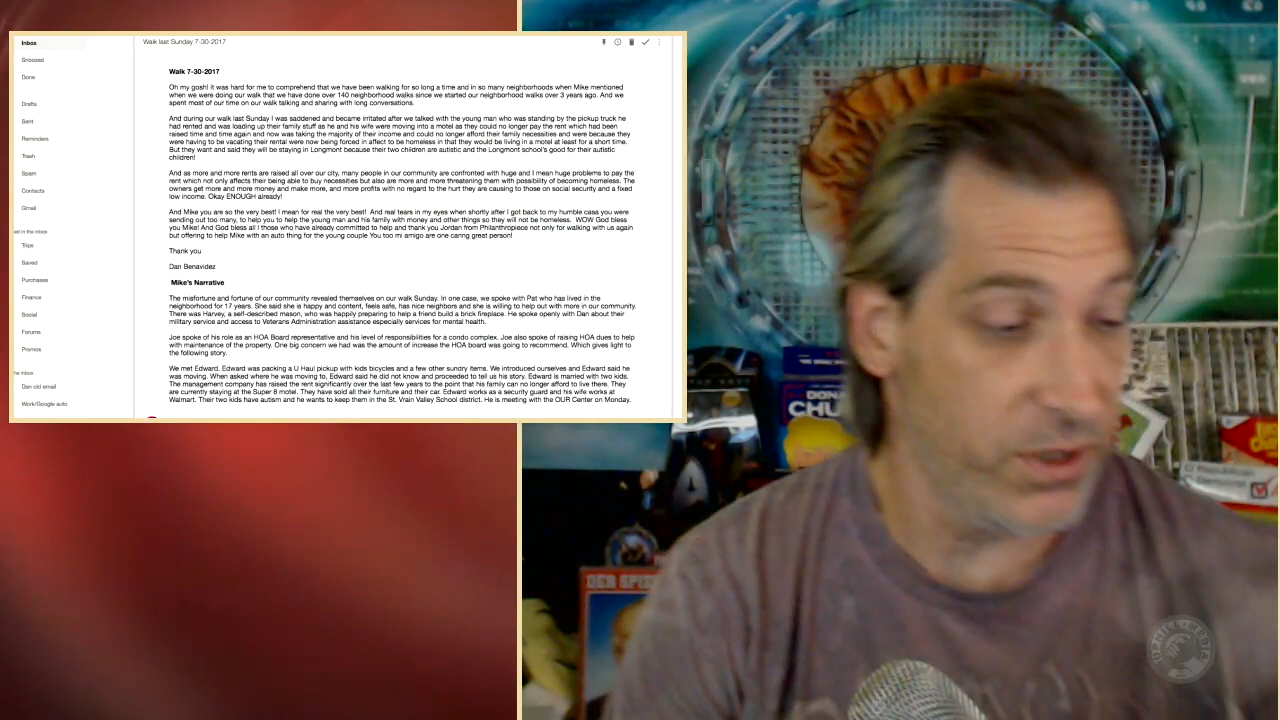 Inbox
Snoozed
Done
Drafts
Sent
Reminders
Trash
Spam
Contacts
Gmail
ed in the inbox
Trips
Saved
Purchases
Finance
Social
Forums
Promos
he inbox
Dan old email
Work/Google auto
Walk last Sunday 7-30-2017
Walk 7-30-2017
Oh my gosh! it was hard for me to comprehend that we have been walking for so long a time and in so many neighborhoods when Mike mentioned
when we were doing our walk that we have done over 140 neighborhood walks since we started our neighborhood walks over 3 years ago. And we
spent most of our time on our walk talking and sharing with long conversations.
And during our walk last Sunday I was saddened and became irritated after we talked with the young man who was standing by the pickup truck he
had rented and was loading up their family stuff as he and his wife were moving into a motel as they could no longer pay the rent which had been
raised time and time again and now was taking the majority of their income and could no longer afford their family necessities and were because they
were having to be vacating their rental were now being forced in affect to be homeless in that they would be living in a motel at least for a short time.
But they want and said they will be staying in Longmont because their two children are autistic and the Longmont school's good for their autistic
children!
And as more and more rents are raised all over our city, many people in our community are confronted with huge and I mean huge problems to pay the
rent which not only affects their being able to buy necessities but also are more and more threatening them with possibility of becoming homeless. The
owners get more and more money and make more, and more profits with no regard to the hurt they are causing to those on social security and a fixed
low income. Okay ENOUGH already!
And Mike you are so the very best! I mean for real the very best!  And real tears in my eyes when shortly after I got back to my humble casa you were
sending out too many, to help you to help the young man and his family with money and other things so they will not be homeless.  WOW God bless
you Mike! And God bless all l those who have already committed to help and thank you Jordan from Philanthropiece not only for walking with us again
but offering to help Mike with an auto thing for the young couple You too mi amigo are one caring great person!
Thank you
Dan Benavidez
Mike's Narrative
The misfortune and fortune of our community revealed themselves on our walk Sunday. In one case, we spoke with Pat who has lived in the
neighborhood for 17 years. She said she is happy and content, feels safe, has nice neighbors and she is willing to help out with more in our community.
There was Harvey, a self-described mason, who was happily preparing to help a friend build a brick fireplace. He spoke openly with Dan about their
military service and access to Veterans Administration assistance especially services for mental health.
Joe spoke of his role as an HOA Board representative and his level of responsibilities for a condo complex. Joe also spoke of raising HOA dues to help
with maintenance of the property. One big concern we had was the amount of increase the HOA board was going to recommend. Which gives light to
the following story.
We met Edward. Edward was packing a U Haul pickup with kids bicycles and a few other sundry items. We introduced ourselves and Edward said he
was moving. When asked where he was moving to, Edward said he did not know and proceeded to tell us his story. Edward is married with two kids.
The management company has raised the rent significantly over the last few years to the point that his family can no longer afford to live there. They
are currently staying at the Super 8 motel. They have sold all their furniture and their car. Edward works as a security guard and his wife works at
Walmart. Their two kids have autism and he wants to keep them in the St. Vrain Valley School district. He is meeting with the OUR Center on Monday.
CHU
DER SPIE